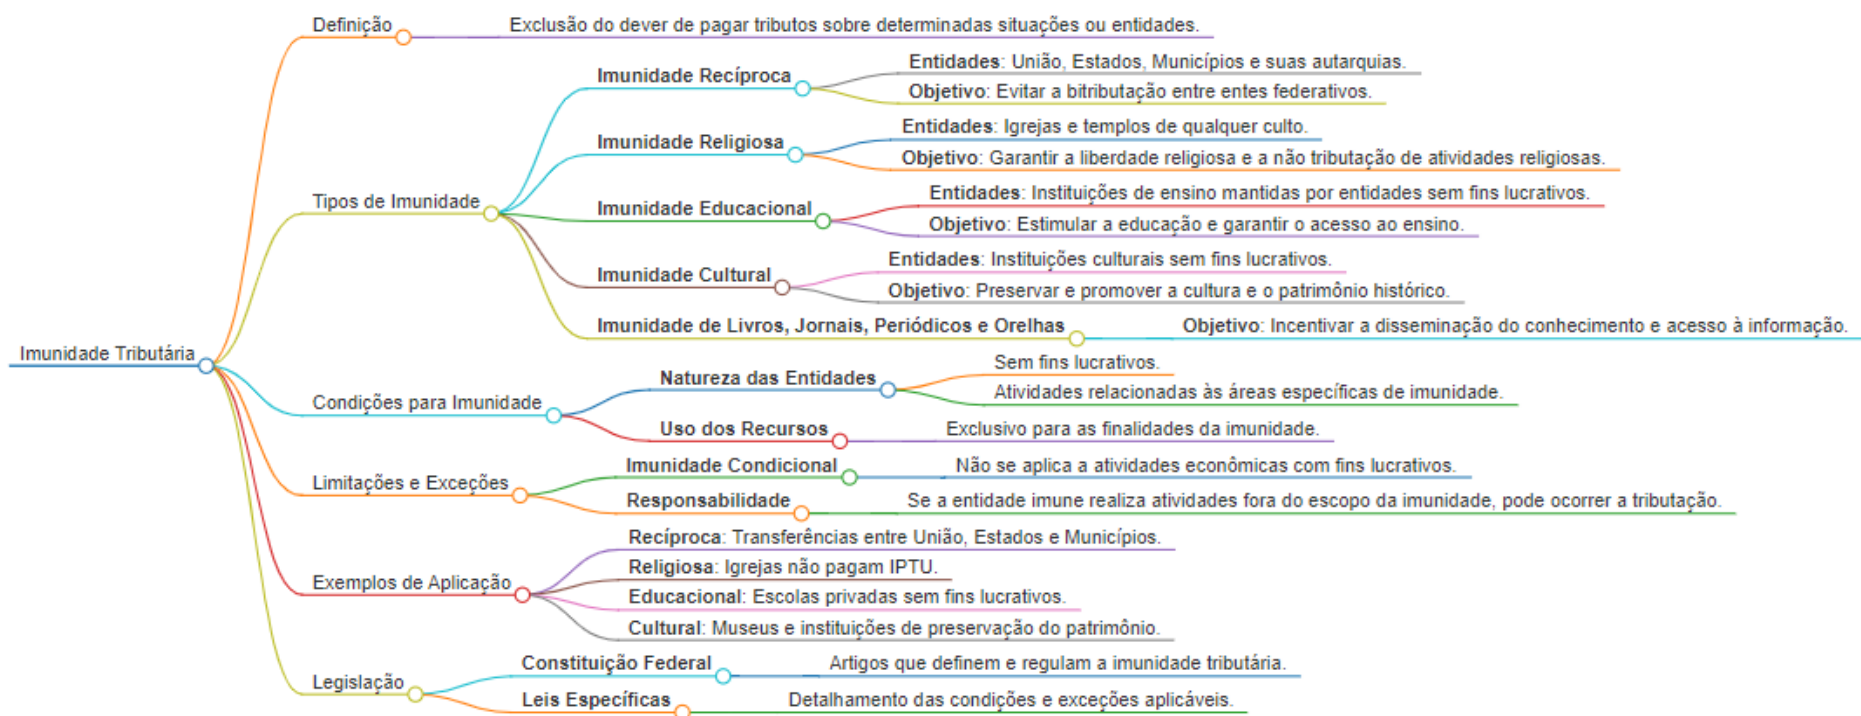 Imunidade Tributária
Definição
Exclusão do dever de pagar tributos sobre determinadas situações ou entidades.
Tipos de Imunidade
Imunidade Recíproca
Entidades: União, Estados, Municípios e suas autarquias.
Objetivo: Evitar a bitributação entre entes federativos.
Imunidade Religiosa
Entidades: Igrejas e templos de qualquer culto.
Objetivo: Garantir a liberdade religiosa e a não tributação de atividades religiosas.
Imunidade Educacional
Entidades: Instituições de ensino mantidas por entidades sem fins lucrativos.
Objetivo: Estimular a educação e garantir o acesso ao ensino.
Imunidade Cultural
Entidades: Instituições culturais sem fins lucrativos.
Objetivo: Preservar e promover a cultura e o patrimônio histórico.
Imunidade de Livros, Jornais, Periódicos e Orelhas
Objetivo: Incentivar a disseminação do conhecimento e acesso à informação.
Condições para Imunidade
Natureza das Entidades
Sem fins lucrativos.
Atividades relacionadas às áreas específicas de imunidade.
Uso dos Recursos
Exclusivo para as finalidades da imunidade.
Limitações e Exceções
Imunidade Condicional
Não se aplica a atividades econômicas com fins lucrativos.
Responsabilidade
Se a entidade imune realiza atividades fora do escopo da imunidade, pode ocorrer a tributação.
Exemplos de Aplicação
Recíproca: Transferências entre União, Estados e Municípios.
Religiosa: Igrejas não pagam IPTU.
Educacional: Escolas privadas sem fins lucrativos.
Cultural: Museus e instituições de preservação do patrimônio.
Legislação
Constituição Federal
Artigos que definem e regulam a imunidade tributária.
Leis Específicas
Detalhamento das condições e exceções aplicáveis.